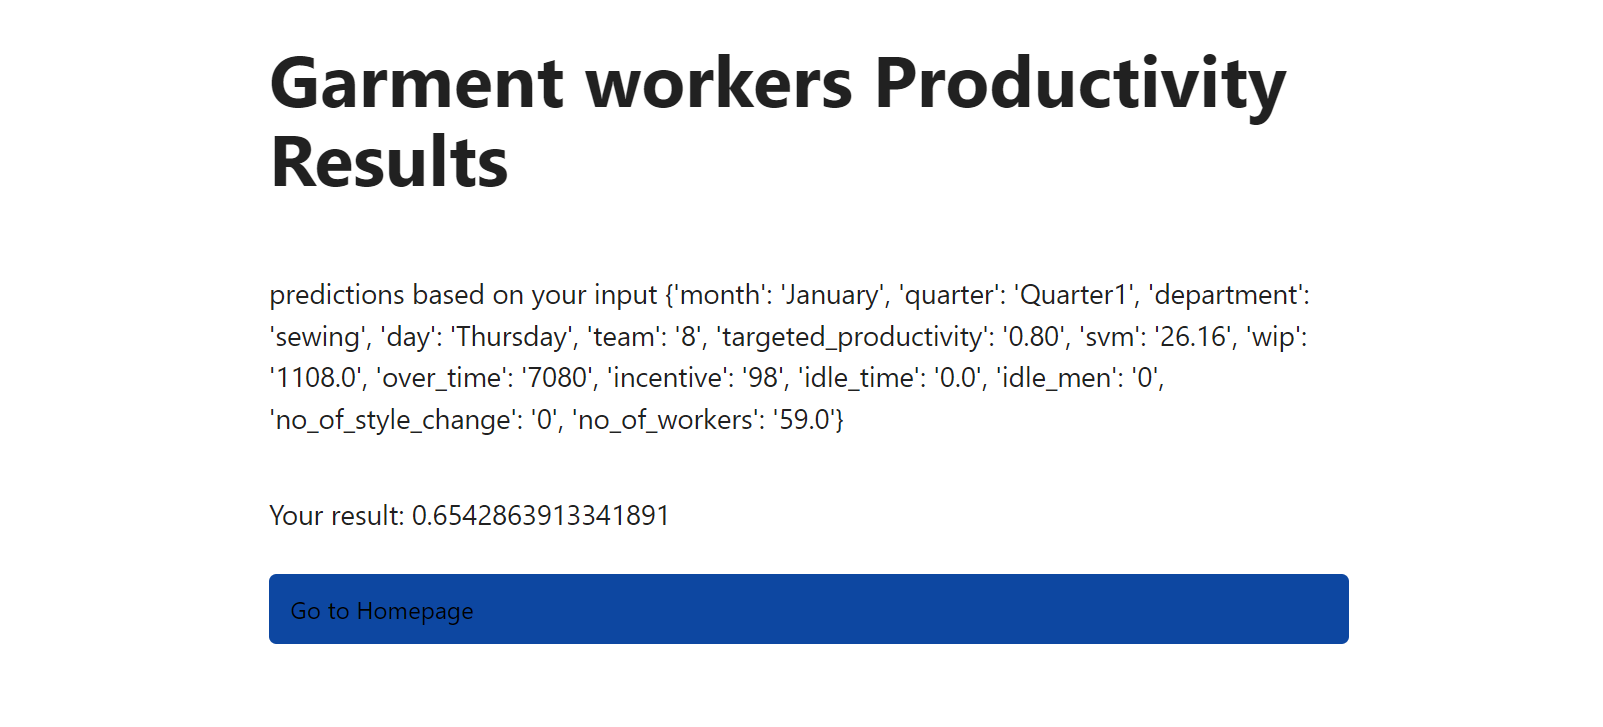 Garment workers Productivity
Results
predictions based on your input {'month': 'January', 'quarter': 'Quarter1', 'department':
'sewing', 'day': 'Thursday', 'team': '8', 'targeted_productivity': '0.80', 'svm': '26.16', 'wip':
'1108.0', 'over_time': '7080', 'incentive': '98', 'idle_time': '0.0', 'idle_men': '0',
'no_of_style_change': '0', 'no_of_workers': '59.0'}
Your result: 0.6542863913341891
Go to Homepage